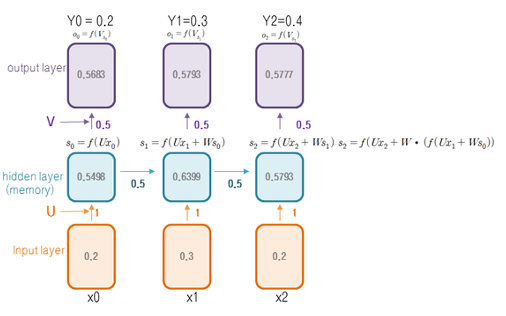 Y0 = 0.2 Y1=0.3 Y2=0.4
o₀ = f(V_s₀) o₁ = f(V_s₁) o₂ = f(V_s₂)
output layer 0,5683 0,5793 0,5777
V 0.5 0.5 0.5
s₀ = f(Ux₀) s₁ = f(Ux₁ + Ws₀) s₂ = f(Ux₂ + Ws₁) s₂ = f(Ux₂ + W • (f(Ux₁ + Ws₀))
hidden layer 0,5498 0,6399 0,5793
(memory) 0.5 0.5
U 1 1 1
Input layer 0.2 0.3 0.2
x0 x1 x2